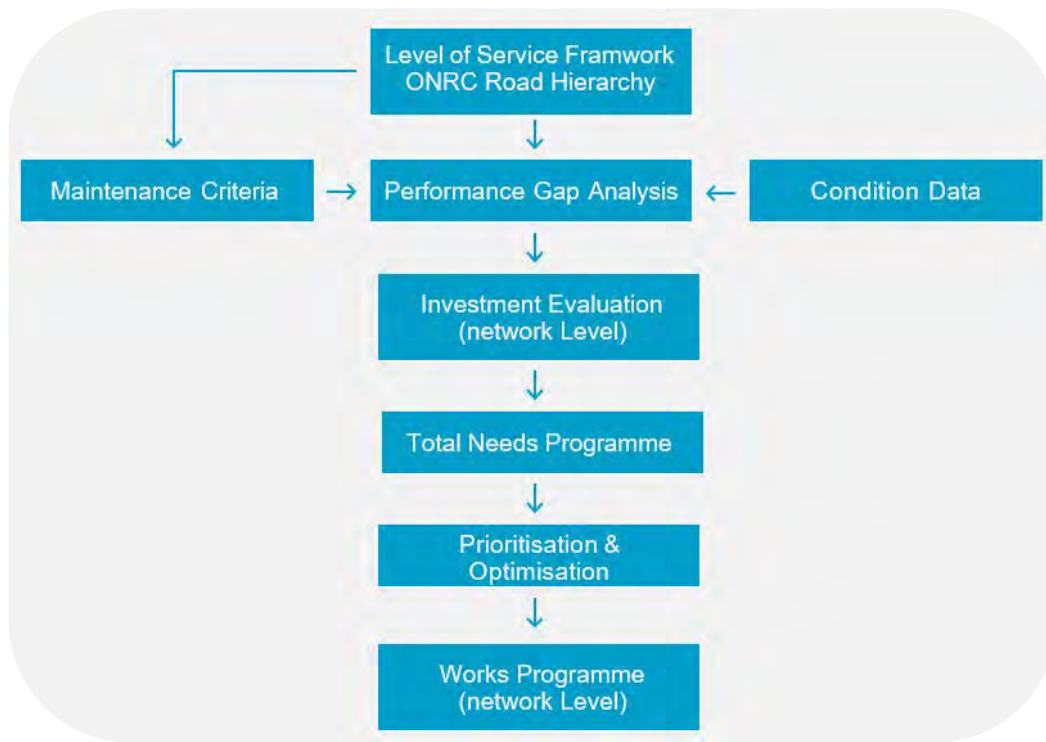 Level of Service Framwork
ONRC Road Hierarchy
Maintenance Criteria
Performance Gap Analysis
Condition Data
Investment Evaluation
(network Level)
Total Needs Programme
Prioritisation &
Optimisation
Works Programme
(network Level)